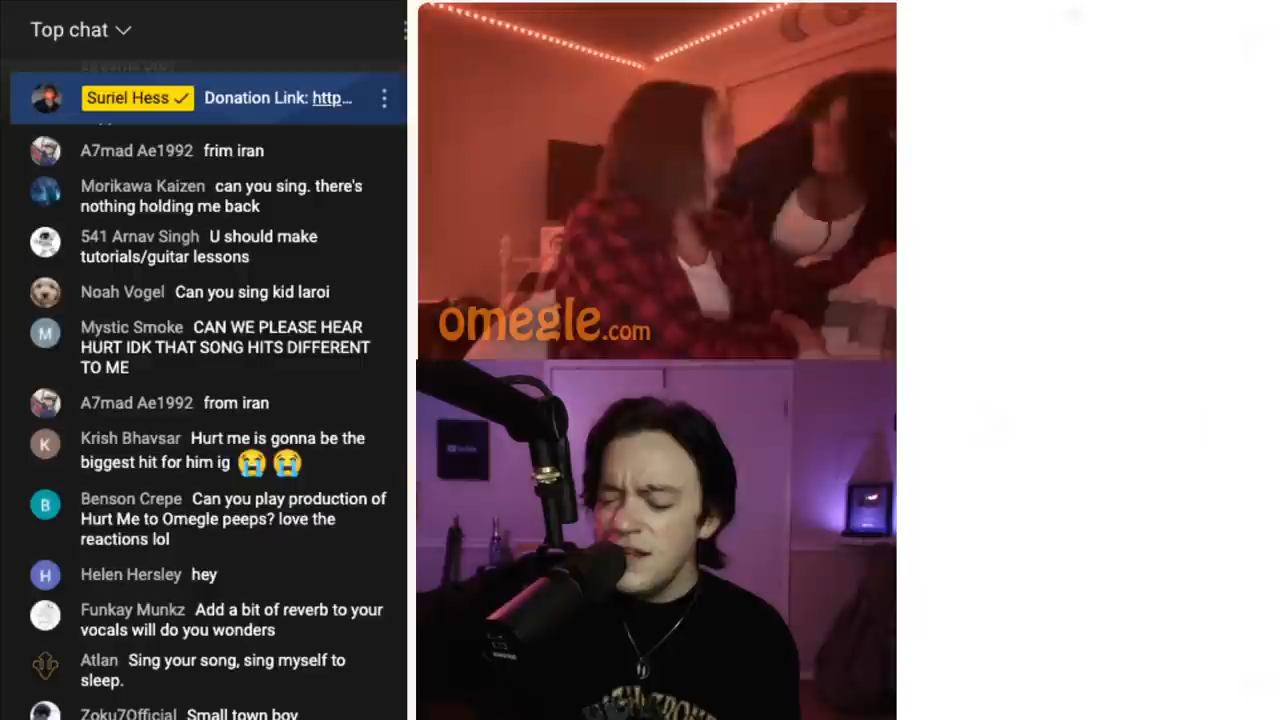 Top chat
Suriel Hess Donation Link: http...
A7mad Ae1992 frim iran
Morikawa Kaizen can you sing. there's
nothing holding me back
541 Arnav Singh U should make
tutorials/guitar lessons
Noah Vogel Can you sing kid laroi
M
Mystic Smoke CAN WE PLEASE HEAR
HURT IDK THAT SONG HITS DIFFERENT
TO ME
A7mad Ae1992 from iran
K
Krish Bhavsar Hurt me is gonna be the
biggest hit for him ig 😭 😭
B
Benson Crepe Can you play production of
Hurt Me to Omegle peeps? love the
reactions lol
H
Helen Hersley hey
Funkay Munkz Add a bit of reverb to your
vocals will do you wonders
Atlan Sing your song, sing myself to
sleep.
Zoku7Official Small town boy
omegle.com